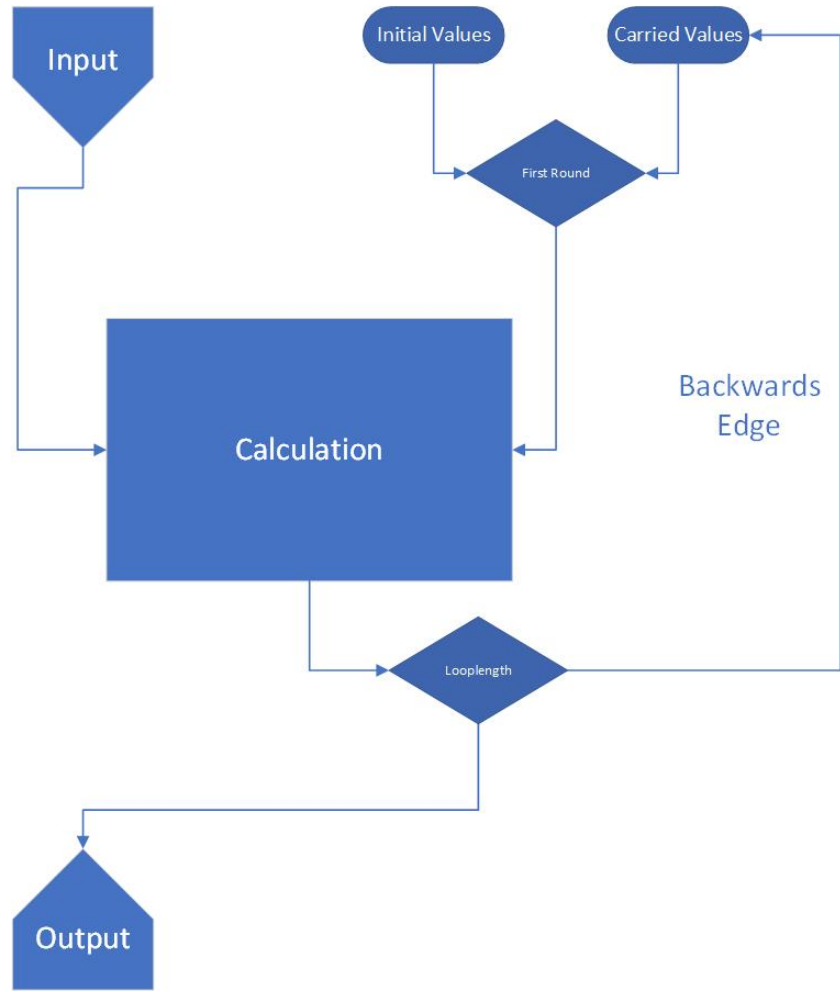 Input
Initial Values
Carried Values
First Round
Backwards
Edge
Calculation
Looplength
Output